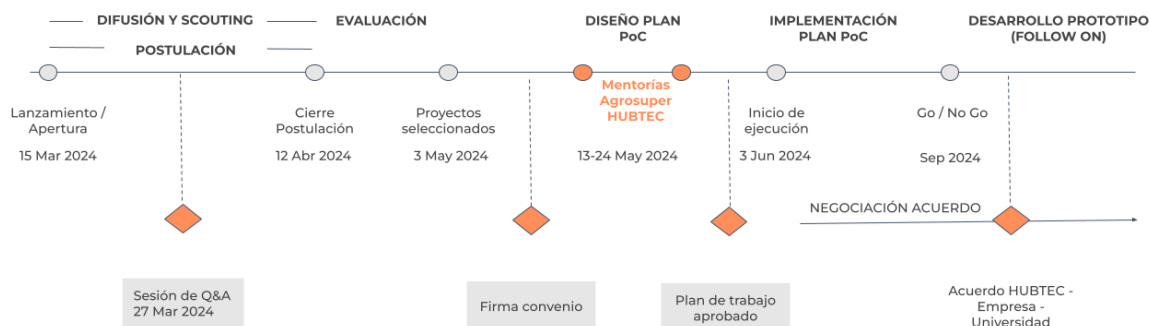 DIFUSIÓN Y SCOUTING
EVALUACIÓN
DISEÑO PLAN
PoC
IMPLEMENTACIÓN
PLAN PoC
DESARROLLO PROTOTIPO
(FOLLOW ON)
POSTULACIÓN
Lanzamiento /
Apertura
15 Mar 2024
Cierre
Postulación
12 Abr 2024
Proyectos
seleccionados
3 May 2024
Mentorías
Agrosuper
HUBTEC
13-24 May 2024
Inicio de
ejecución
3 Jun 2024
Go / No Go
Sep 2024
NEGOCIACIÓN ACUERDO
Sesión de Q&A
27 Mar 2024
Firma convenio
Plan de trabajo
aprobado
Acuerdo HUBTEC -
Empresa -
Universidad